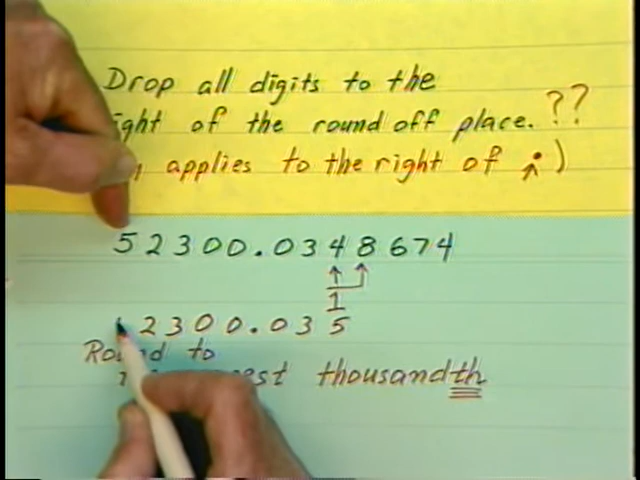 Drop all digits to the
ight of the round off place. ??
applies to the right of . )
52300.0348674
1
2300.035
Round to
est thousandth